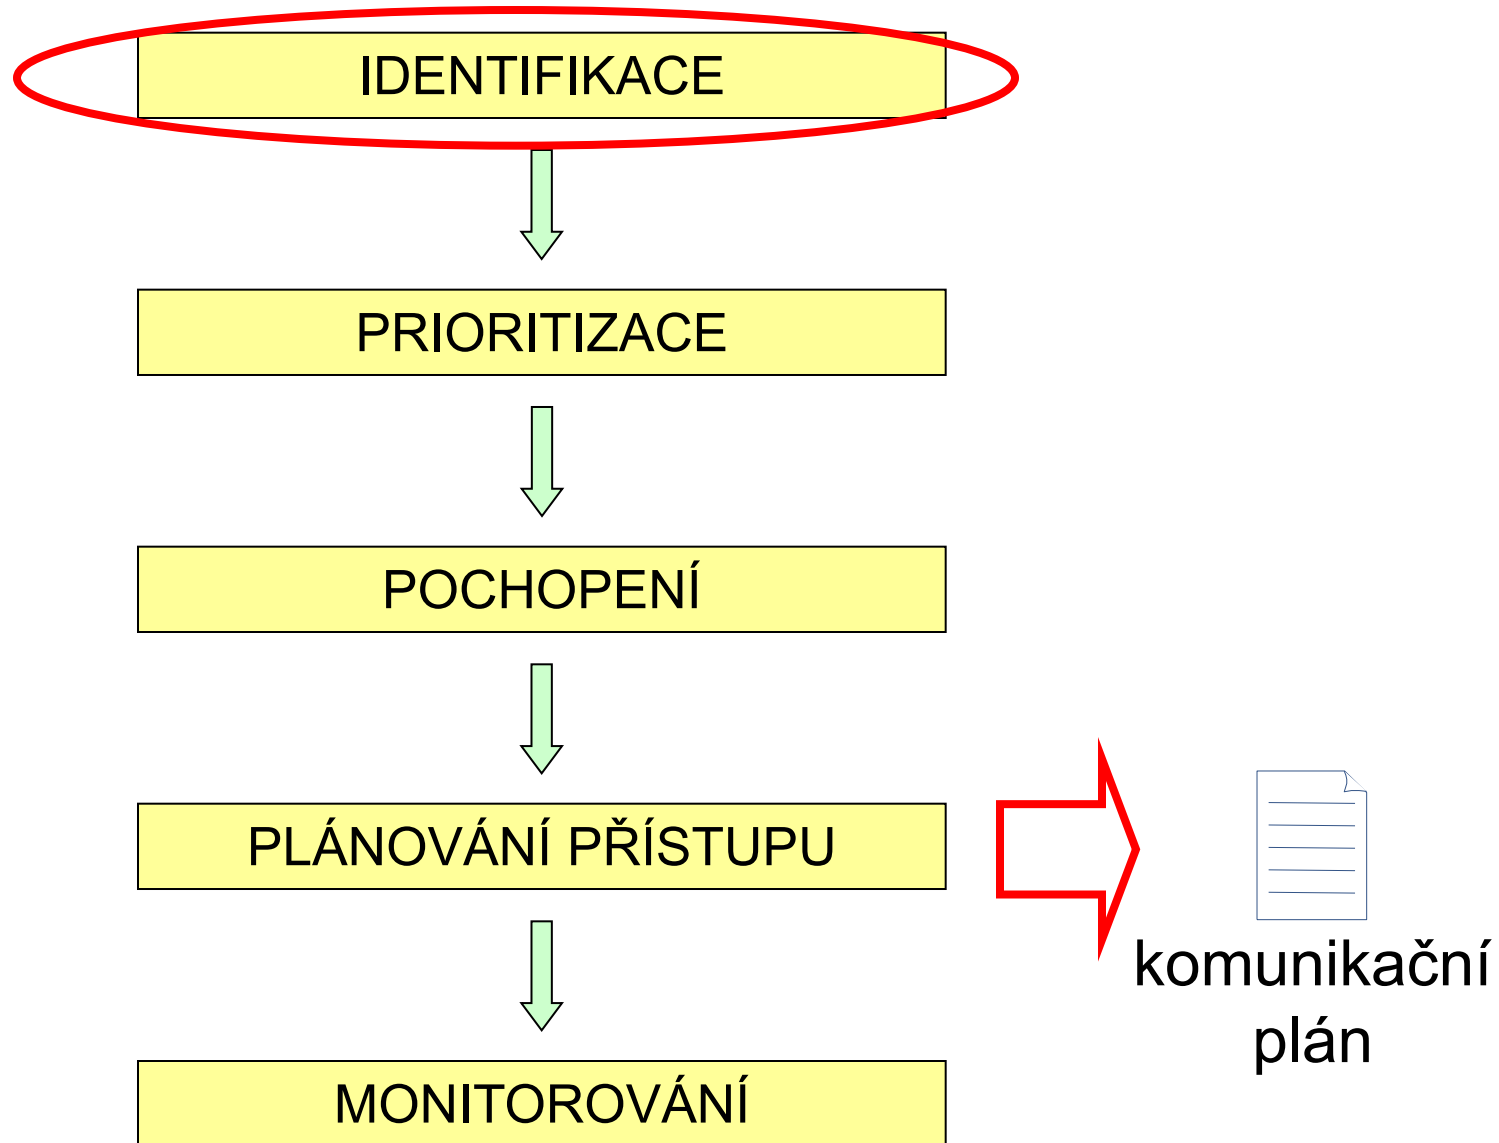 IDENTIFIKACE
PRIORITIZACE
POCHOPENÍ
PLÁNOVÁNÍ PŘÍSTUPU
komunikační
plán
MONITOROVÁNÍ